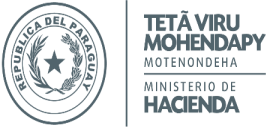 REPUBLICA DEL PARAGUAY
TETÃ VIRU
MOHENDAPY
MOTENONDEHA
MINISTERIO DE
HACIENDA